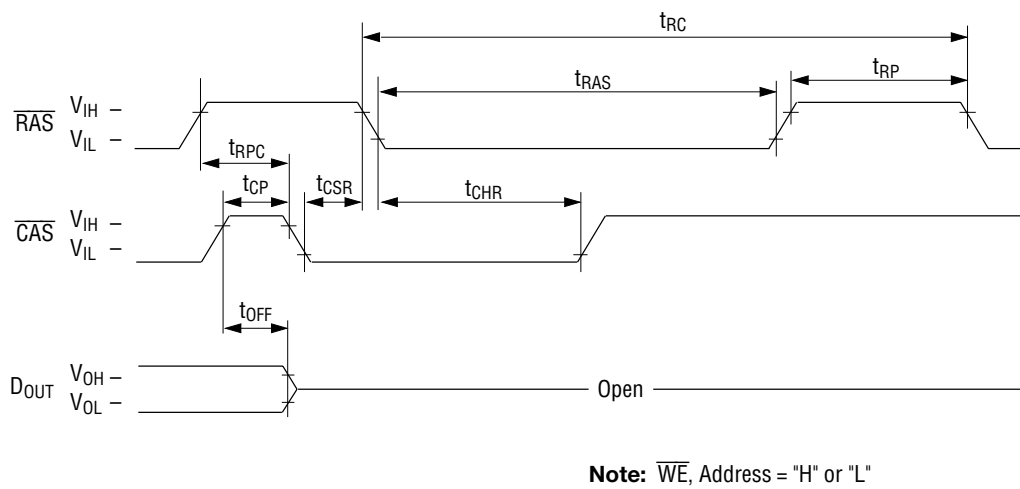 tRC
tRAS
tRP
RAS
VIH –
VIL –
tRPC
tCP
tCSR
tCHR
CAS
VIH –
VIL –
tOFF
DOUT
VOH –
VOL –
Open
Note: WE, Address = "H" or "L"